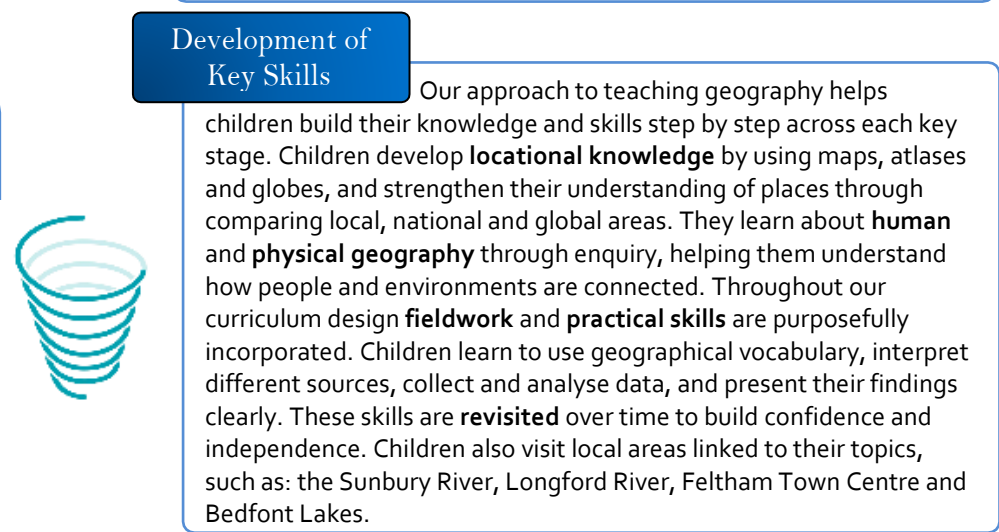 Development of
Key Skills
Our approach to teaching geography helps
children build their knowledge and skills step by step across each key
stage. Children develop locational knowledge by using maps, atlases
and globes, and strengthen their understanding of places through
comparing local, national and global areas. They learn about human
and physical geography through enquiry, helping them understand
how people and environments are connected. Throughout our
curriculum design fieldwork and practical skills are purposefully
incorporated. Children learn to use geographical vocabulary, interpret
different sources, collect and analyse data, and present their findings
clearly. These skills are revisited over time to build confidence and
independence. Children also visit local areas linked to their topics,
such as: the Sunbury River, Longford River, Feltham Town Centre and
Bedfont Lakes.